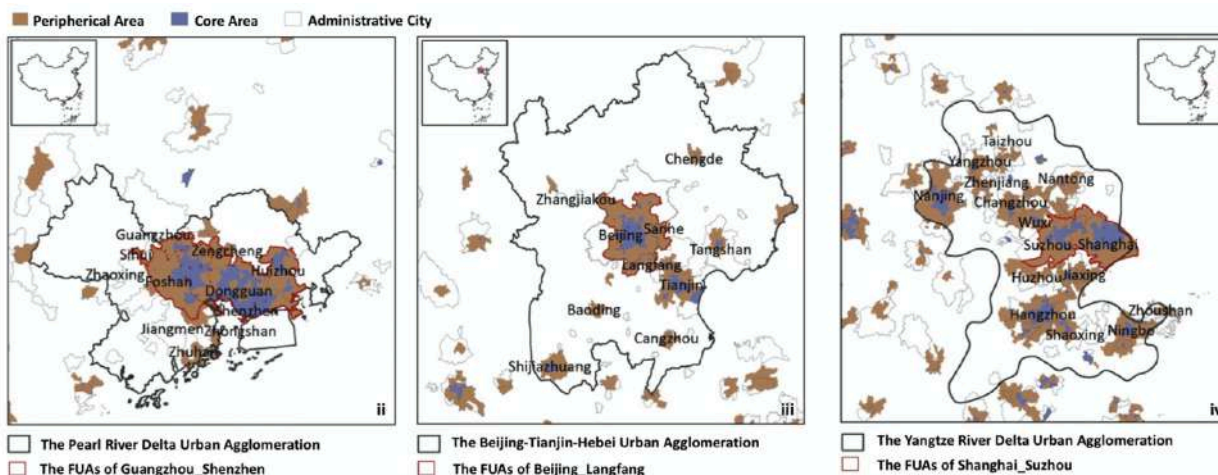 Peripherical Area Core Area Administrative City
Guangzhou
Sihui
Zengcheng
Zhaoxing
Foshan
Huizhou
Dongguan
Shenzhen
Jiangmen
Zhongshan
Zhuhai
ii
The Pearl River Delta Urban Agglomeration
The FUAs of Guangzhou_Shenzhen
Chengde
Zhangjiakou
Beijing
Sanhe
Langfang
Tangshan
Tianjin
Baoding
Cangzhou
Shijiazhuang
iii
The Beijing-Tianjin-Hebei Urban Agglomeration
The FUAs of Beijing_Langfang
Taizhou
Yangzhou
Zhenjiang
Nantong
Nanjing
Changzhou
Wuxi
Suzhou
Shanghai
Huzhou
Jiaxing
Hangzhou
Zhoushan
Shaoxing
Ningbo
iv
The Yangtze River Delta Urban Agglomeration
The FUAs of Shanghai_Suzhou